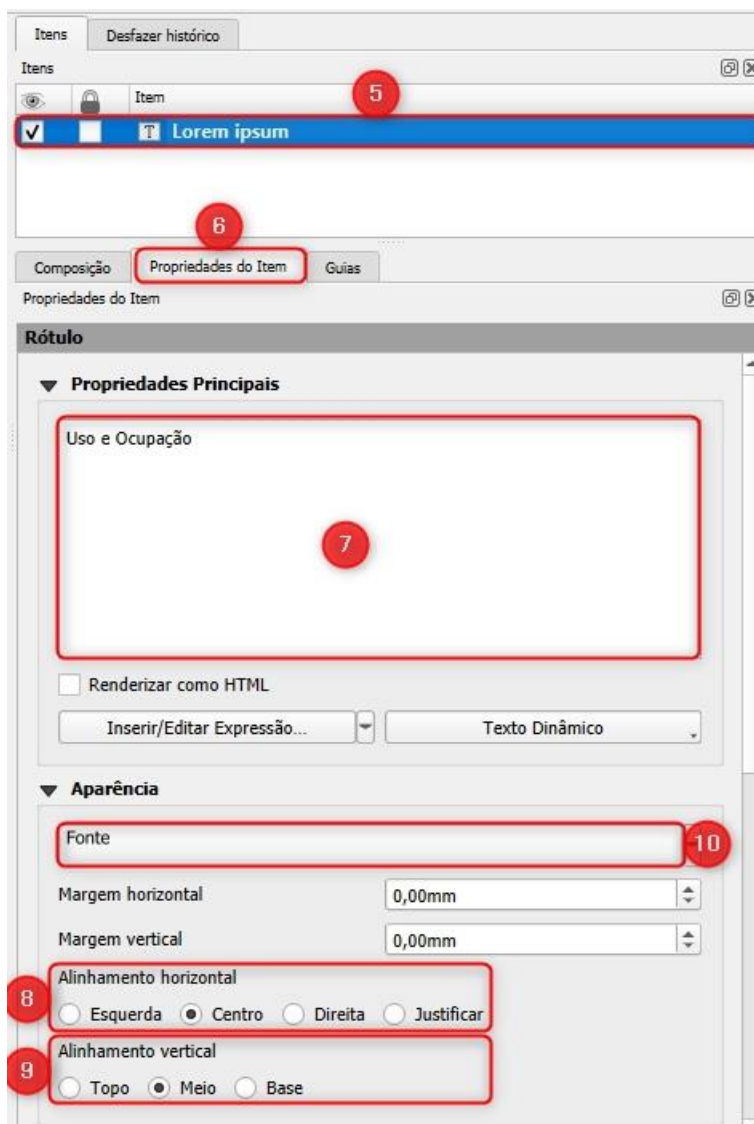 Itens Desfazer histórico
Itens
Item 5
T Lorem ipsum
6
Composição Propriedades do Item Guias
Propriedades do Item
Rótulo
Propriedades Principais
Uso e Ocupação
7
Renderizar como HTML
Inserir/Editar Expressão... Texto Dinâmico
Aparência
Fonte 10
Margem horizontal 0,00mm
Margem vertical 0,00mm
Alinhamento horizontal
8
Esquerda Centro Direita Justificar
Alinhamento vertical
9
Topo Meio Base